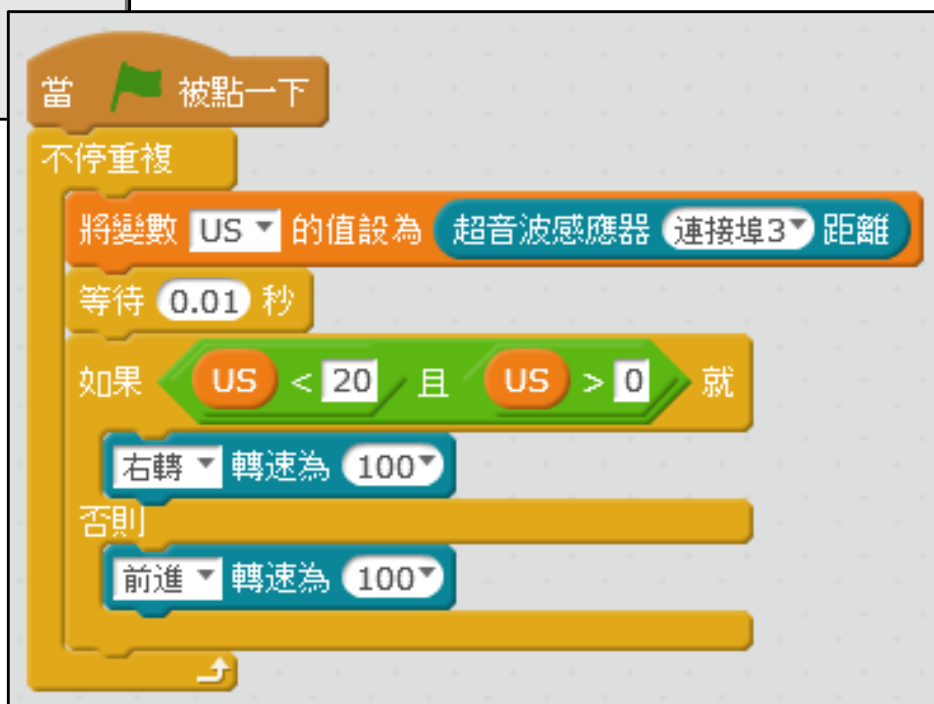 當 被點一下
不停重複
將變數 US 的值設為 超音波感應器 連接埠3 距離
等待 0.01 秒
如果 US < 20 且 US > 0 就
右轉 轉速為 100
否則
前進 轉速為 100